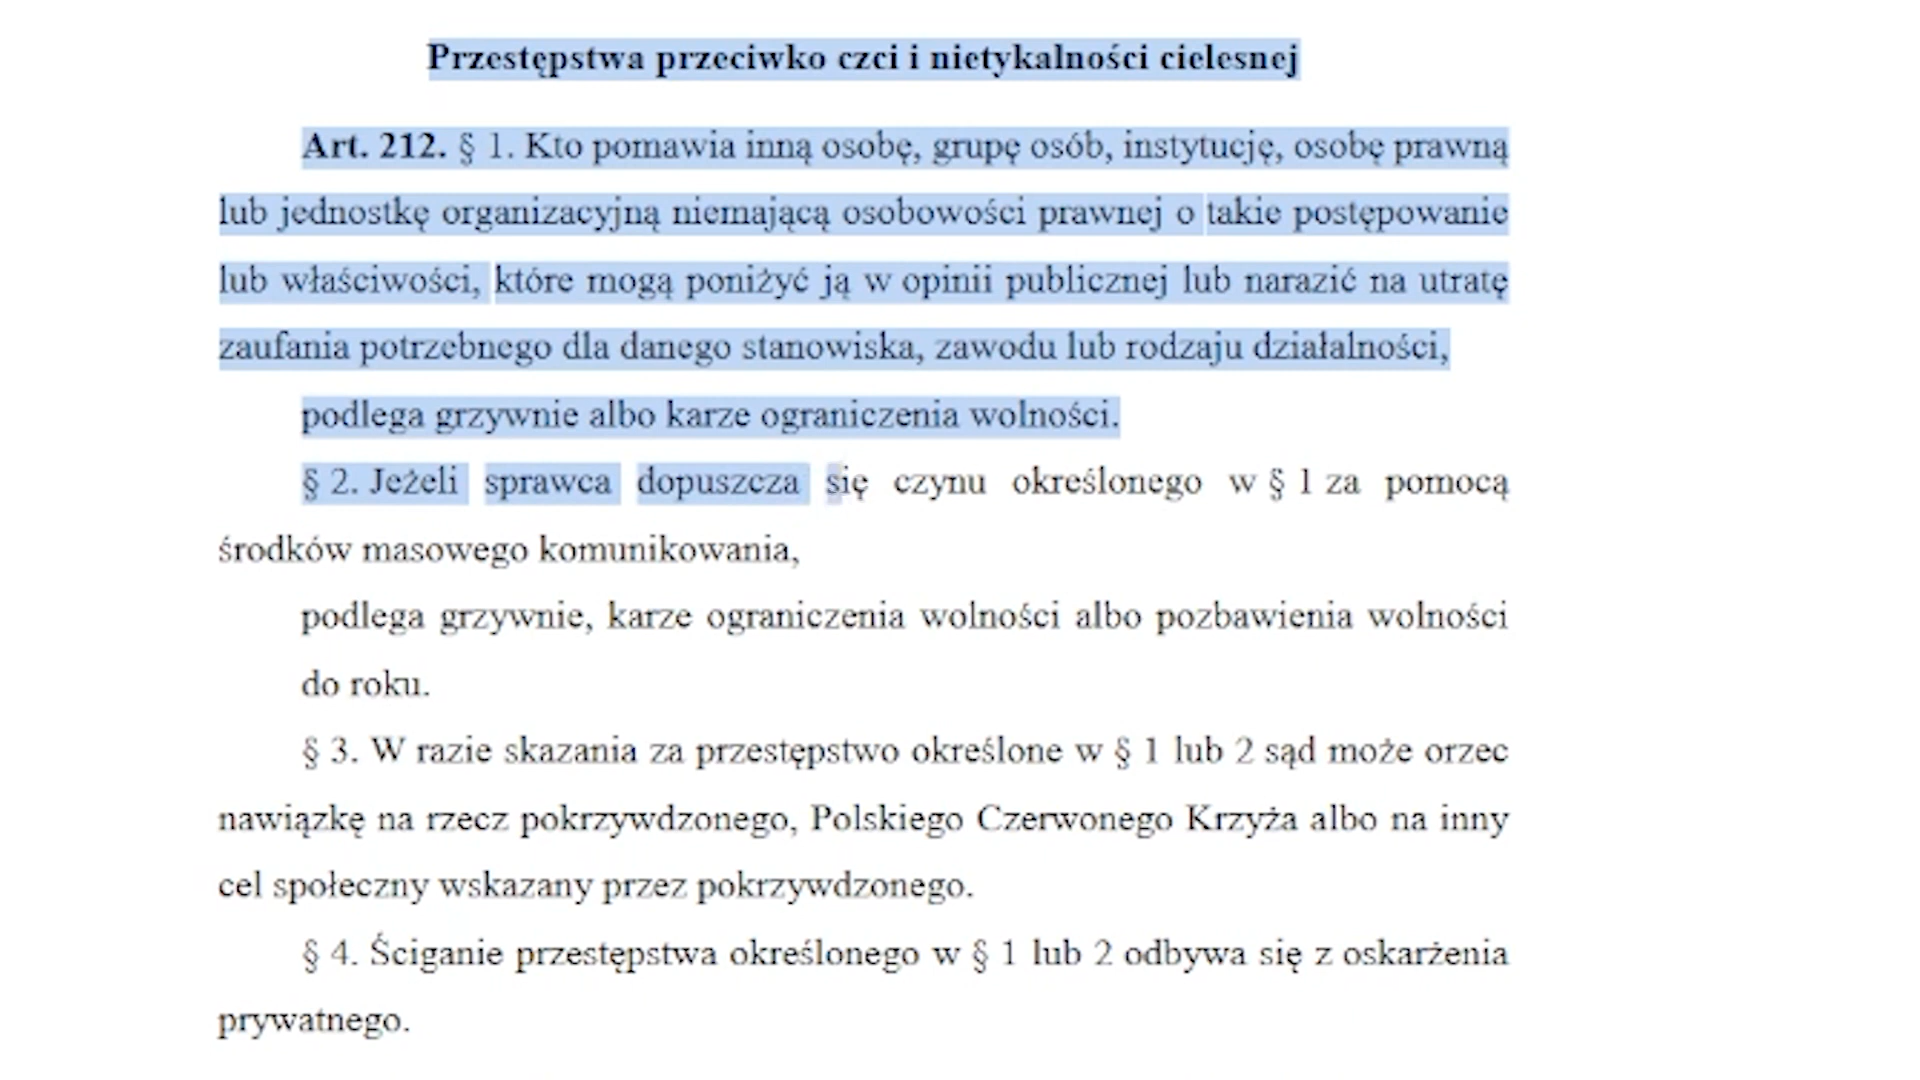 Przestępstwa przeciwko czci i nietykalności cielesnej
Art. 212. § 1. Kto pomawia inną osobę, grupę osób, instytucję, osobę prawną
lub jednostkę organizacyjną niemającą osobowości prawnej o takie postępowanie
lub właściwości, które mogą poniżyć ją w opinii publicznej lub narazić na utratę
zaufania potrzebnego dla danego stanowiska, zawodu lub rodzaju działalności,
podlega grzywnie albo karze ograniczenia wolności.
§ 2. Jeżeli sprawca dopuszcza się czynu określonego w § 1 za pomocą
środków masowego komunikowania,
podlega grzywnie, karze ograniczenia wolności albo pozbawienia wolności
do roku.
§ 3. W razie skazania za przestępstwo określone w § 1 lub 2 sąd może orzec
nawiązkę na rzecz pokrzywdzonego, Polskiego Czerwonego Krzyża albo na inny
cel społeczny wskazany przez pokrzywdzonego.
§ 4. Ściganie przestępstwa określonego w § 1 lub 2 odbywa się z oskarżenia
prywatnego.